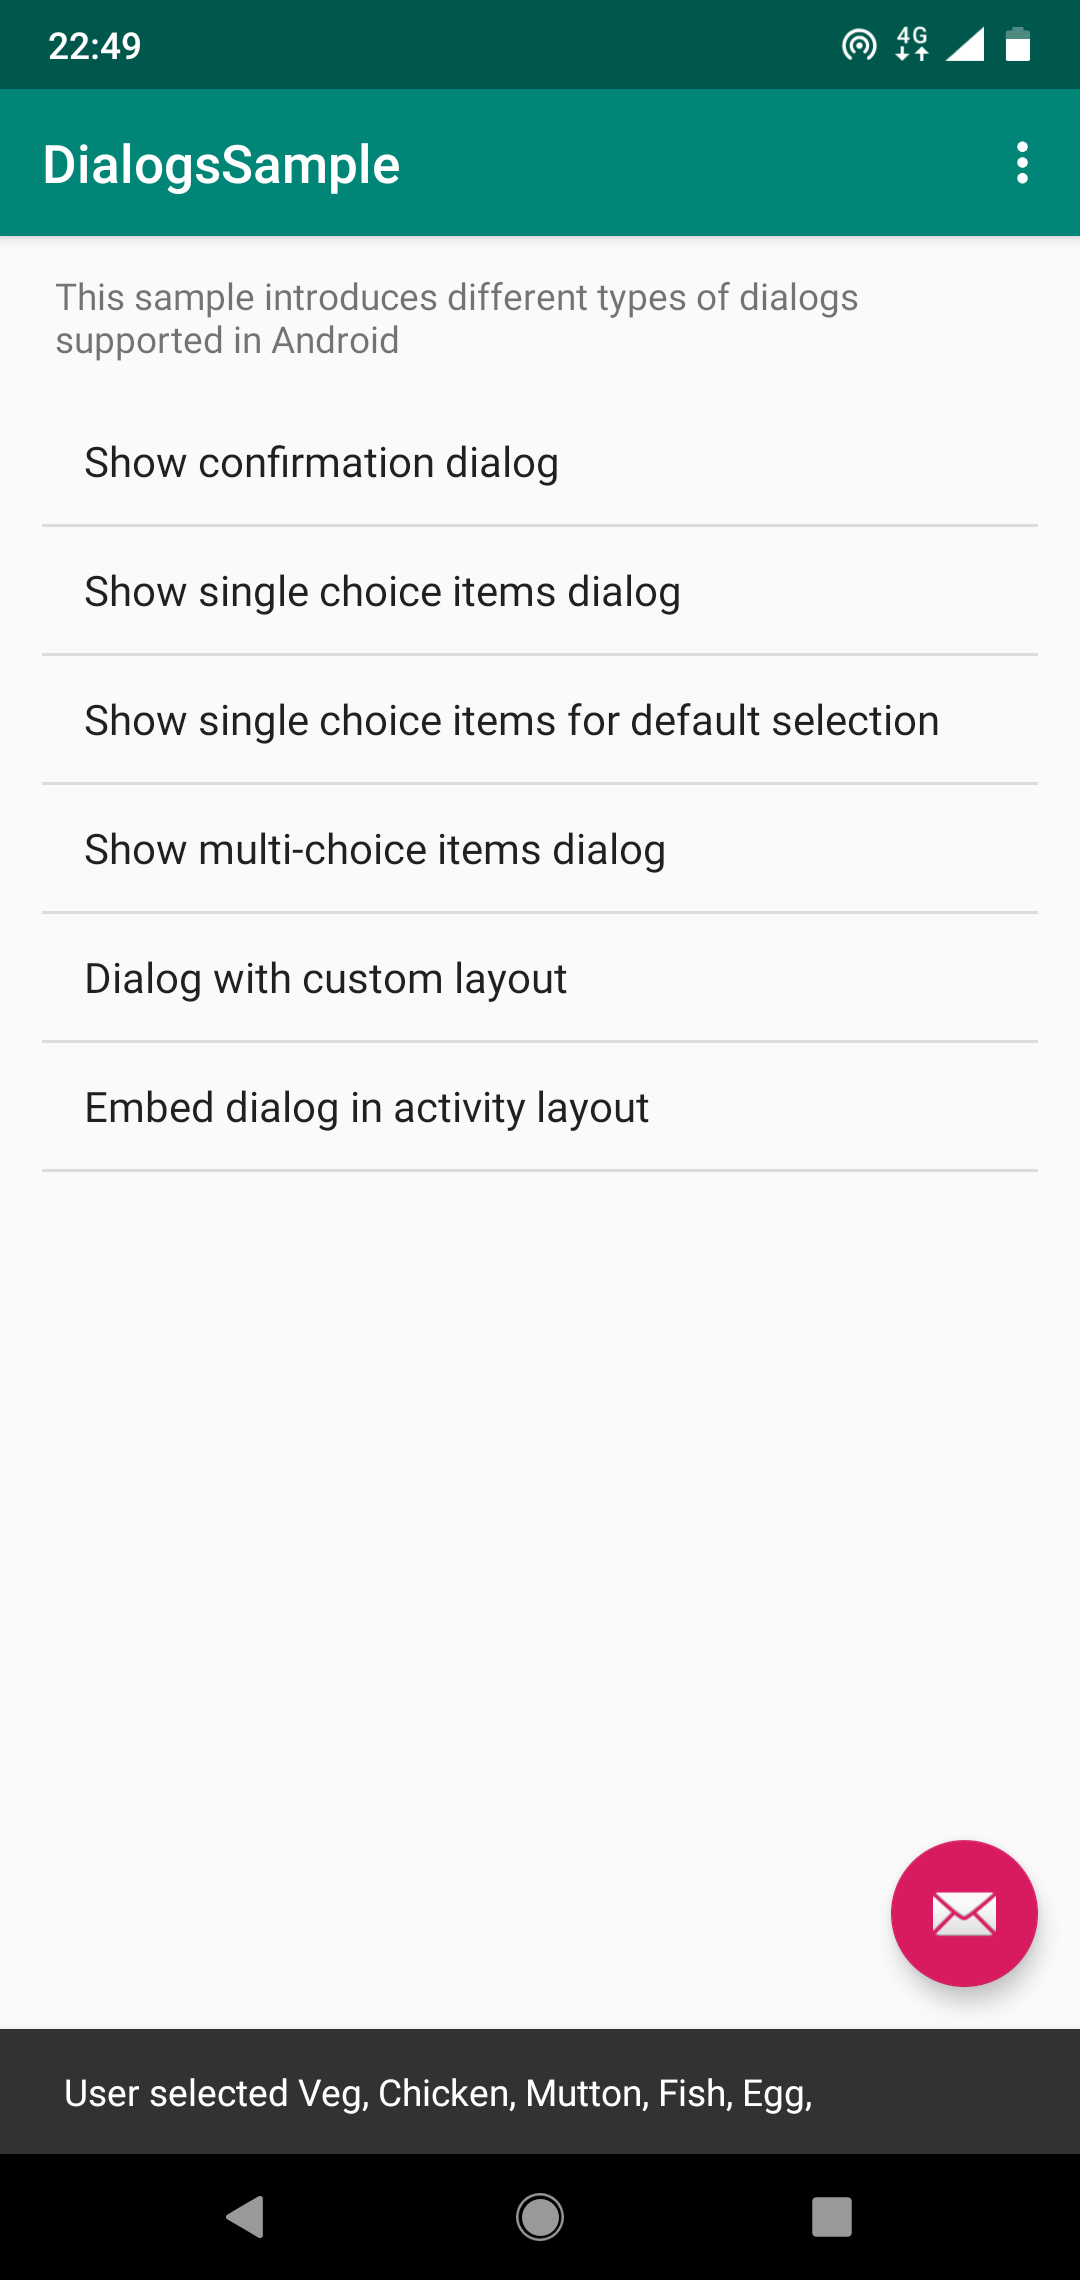 22:49
4G
DialogsSample
This sample introduces different types of dialogs
supported in Android
Show confirmation dialog
Show single choice items dialog
Show single choice items for default selection
Show multi-choice items dialog
Dialog with custom layout
Embed dialog in activity layout
User selected Veg, Chicken, Mutton, Fish, Egg,